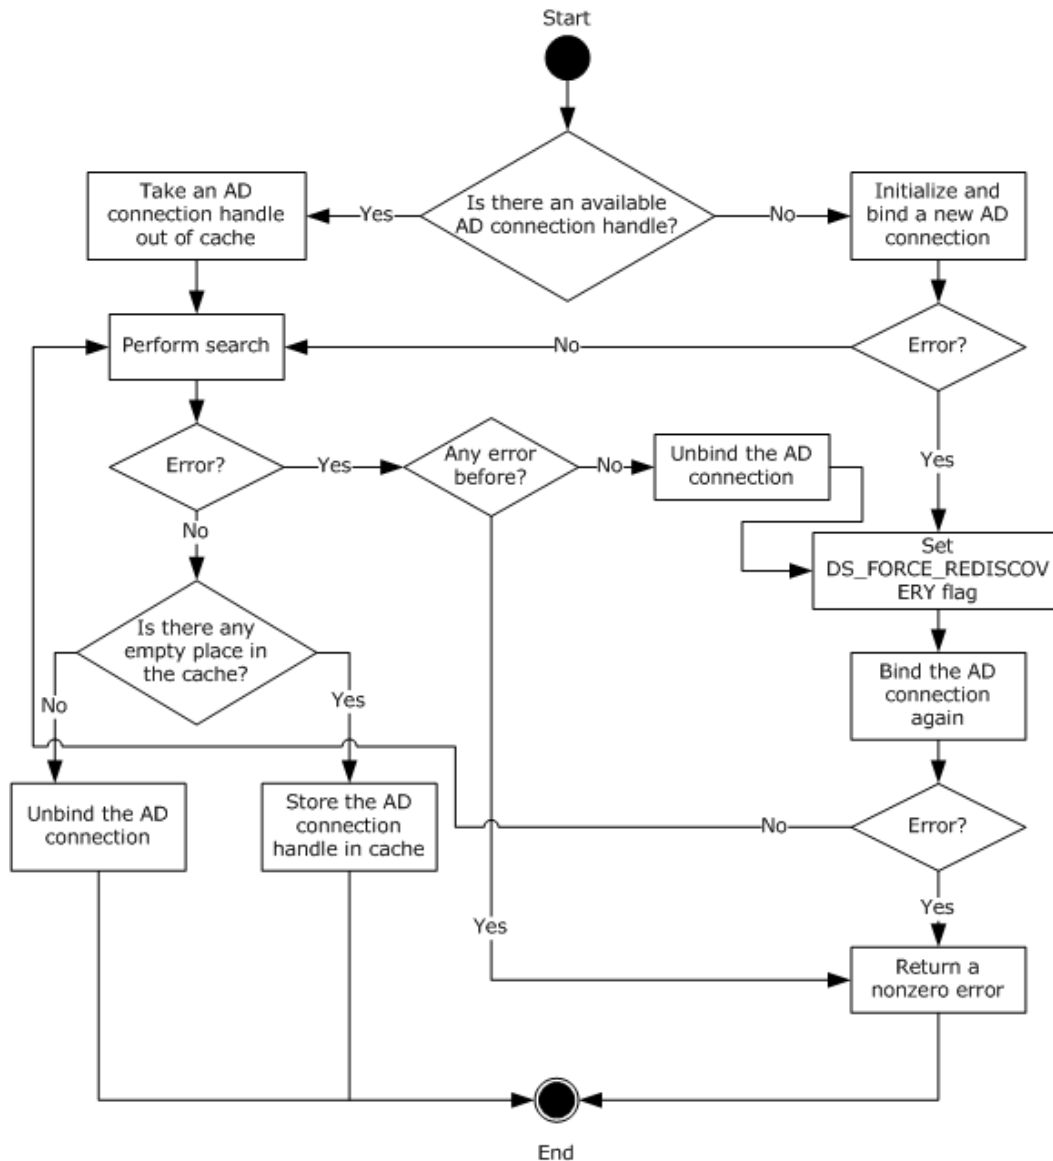 Start
Is there an available
AD connection handle?
Yes
No
Take an AD
connection handle
out of cache
Initialize and
bind a new AD
connection
Perform search
No
Error?
Error?
Yes
Any error
before?
No
Unbind the AD
connection
Yes
No
Set
DS_FORCE_REDISCOV
ERY flag
Is there any
empty place in
the cache?
No
Yes
Bind the AD
connection
again
Unbind the AD
connection
Store the AD
connection
handle in cache
No
Error?
Yes
Yes
Return a
nonzero error
End